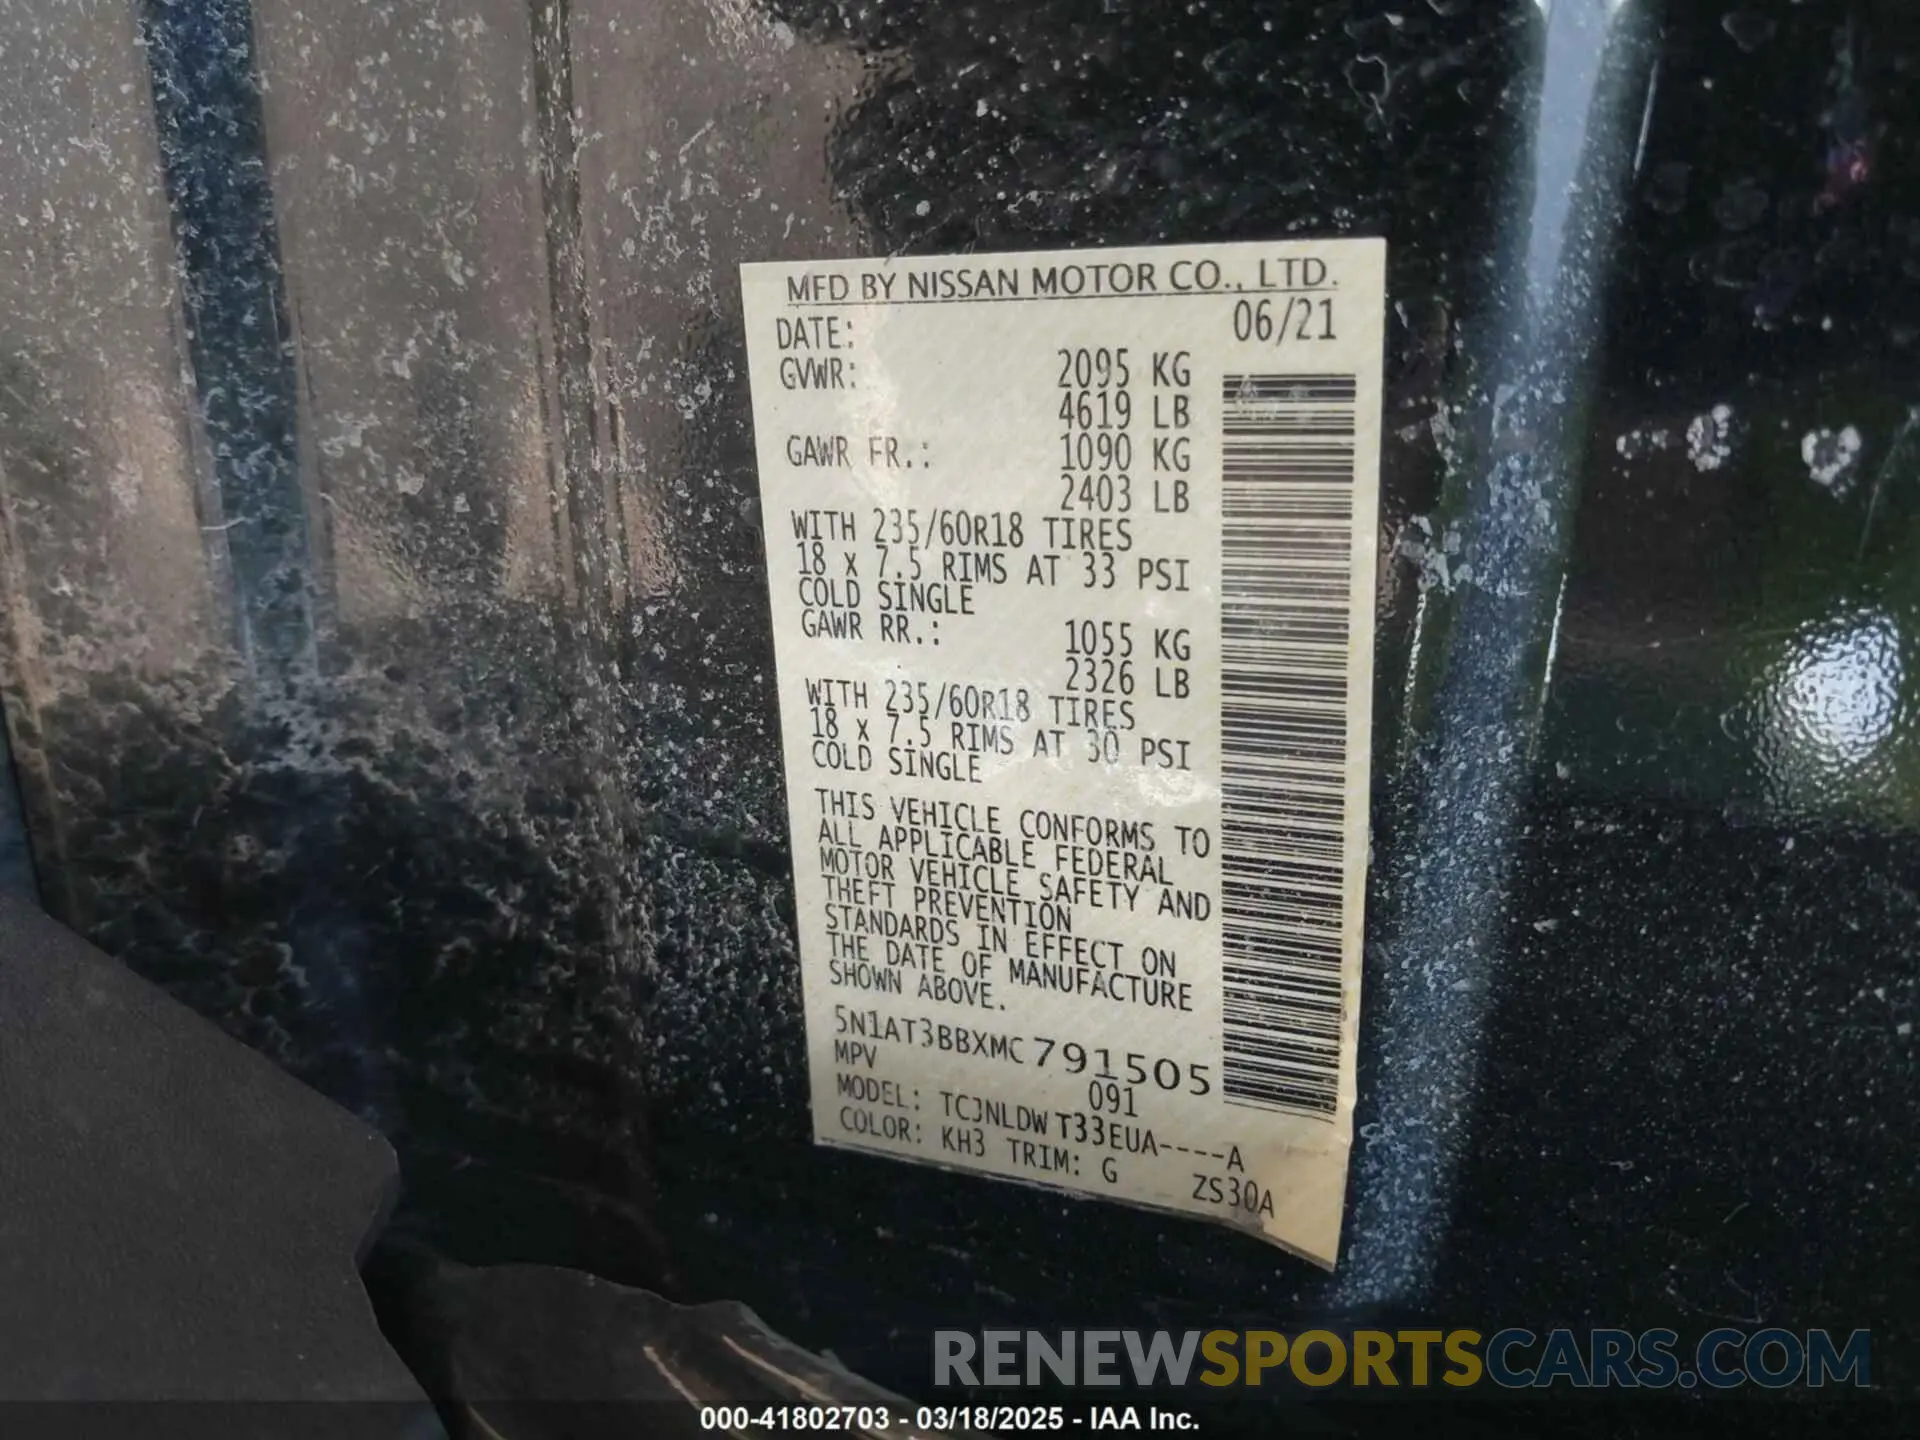 MFD BY NISSAN MOTOR CO., LTD.
DATE: 06/21
GVWR: 2095 KG
4619 LB
GAWR FR.: 1090 KG
2403 LB
WITH 235/60R18 TIRES
18 x 7.5 RIMS AT 33 PSI
COLD SINGLE
GAWR RR.: 1055 KG
2326 LB
WITH 235/60R18 TIRES
18 x 7.5 RIMS AT 30 PSI
COLD SINGLE
THIS VEHICLE CONFORMS TO
ALL APPLICABLE FEDERAL
MOTOR VEHICLE SAFETY AND
THEFT PREVENTION
STANDARDS IN EFFECT ON
THE DATE OF MANUFACTURE
SHOWN ABOVE.
5N1AT3BBXMC791505
MPV 091
MODEL: TC3NLDW T33EUA----A
COLOR: KH3 TRIM: G ZS30A
RENEWSPORTSCARS.COM
000-41802703 - 03/18/2025 - IAA Inc.